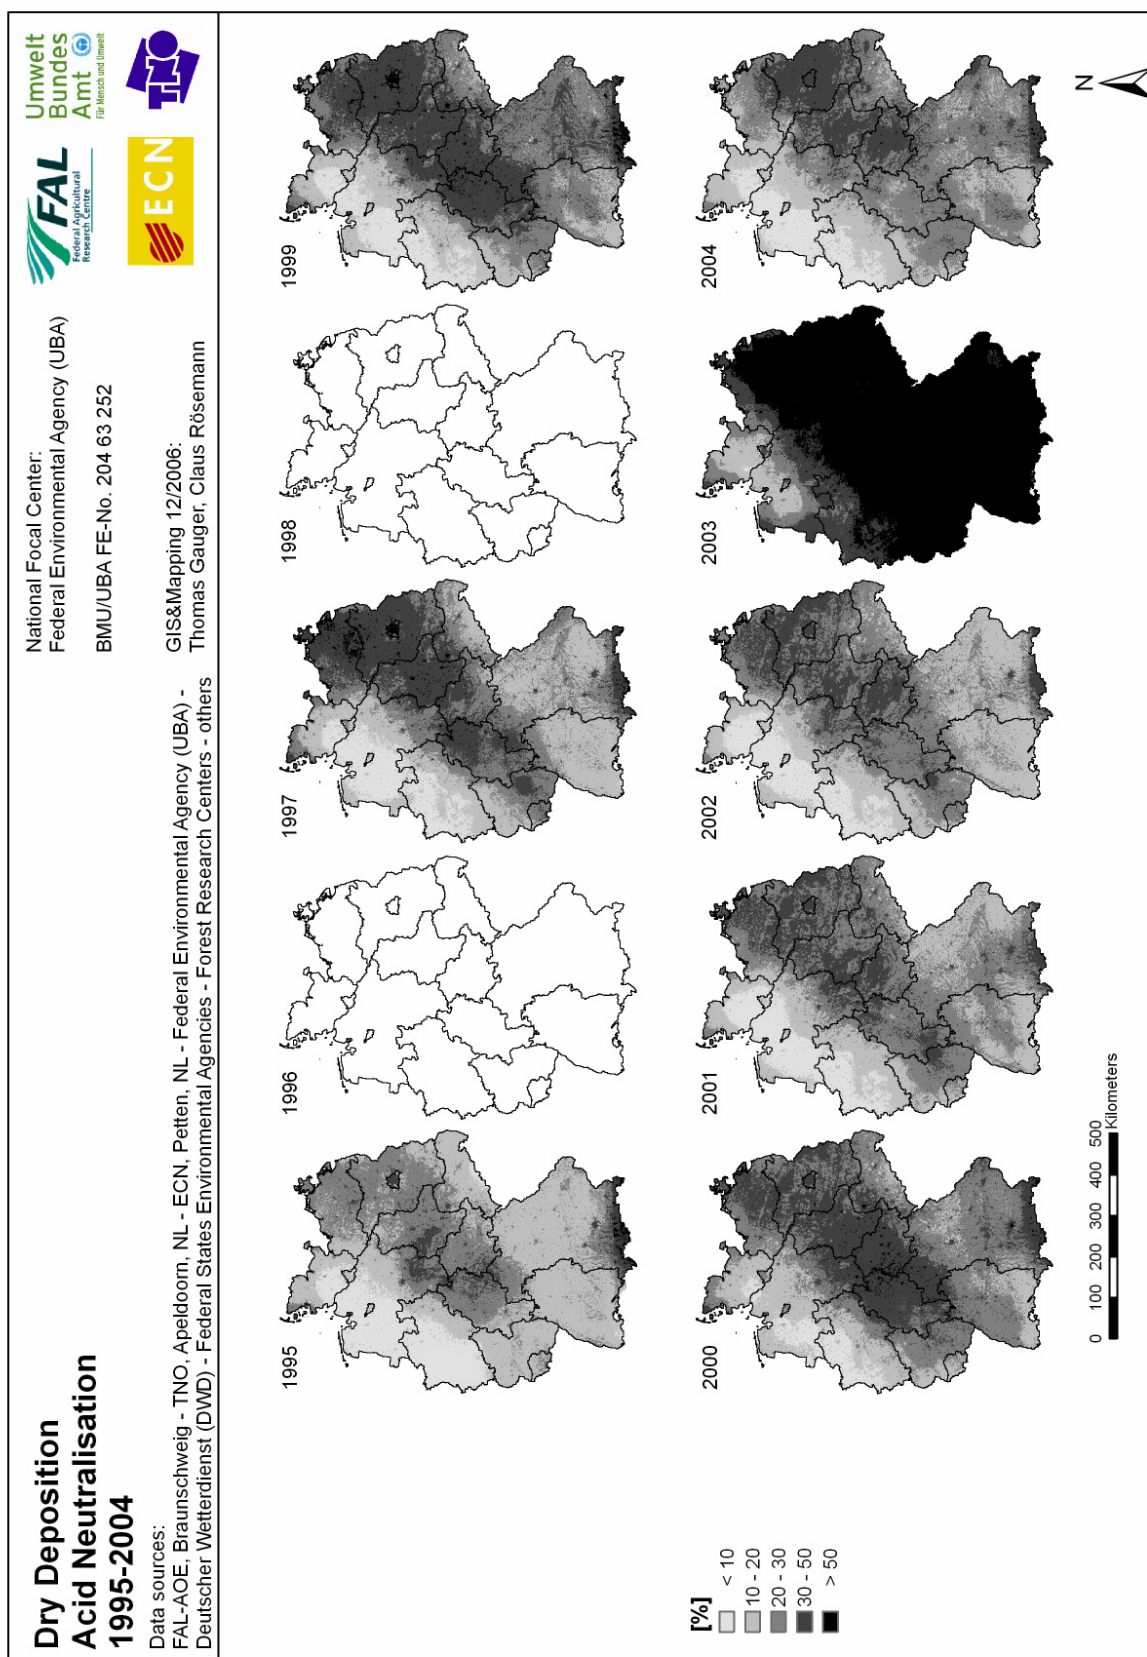 Dry Deposition
Acid Neutralisation
1995-2004
Data sources:
FAL-AOE, Braunschweig - TNO, Apeldoorn, NL - ECN, Petten, NL - Federal Environmental Agency (UBA) -
Deutscher Wetterdienst (DWD) - Federal States Environmental Agencies - Forest Research Centers - others
National Focal Center:
Federal Environmental Agency (UBA)
BMU/UBA FE-No. 204 63 252
GIS&Mapping 12/2006:
Thomas Gauger, Claus Rösemann
FAL
Federal Agricultural
Research Centre
Umwelt
Bundes
Amt
Für Mensch und Umwelt
ECN
TNO
1995
1996
1997
1998
1999
2000
2001
2002
2003
2004
[%]
< 10
10 - 20
20 - 30
30 - 50
> 50
0 100 200 300 400 500
Kilometers
N